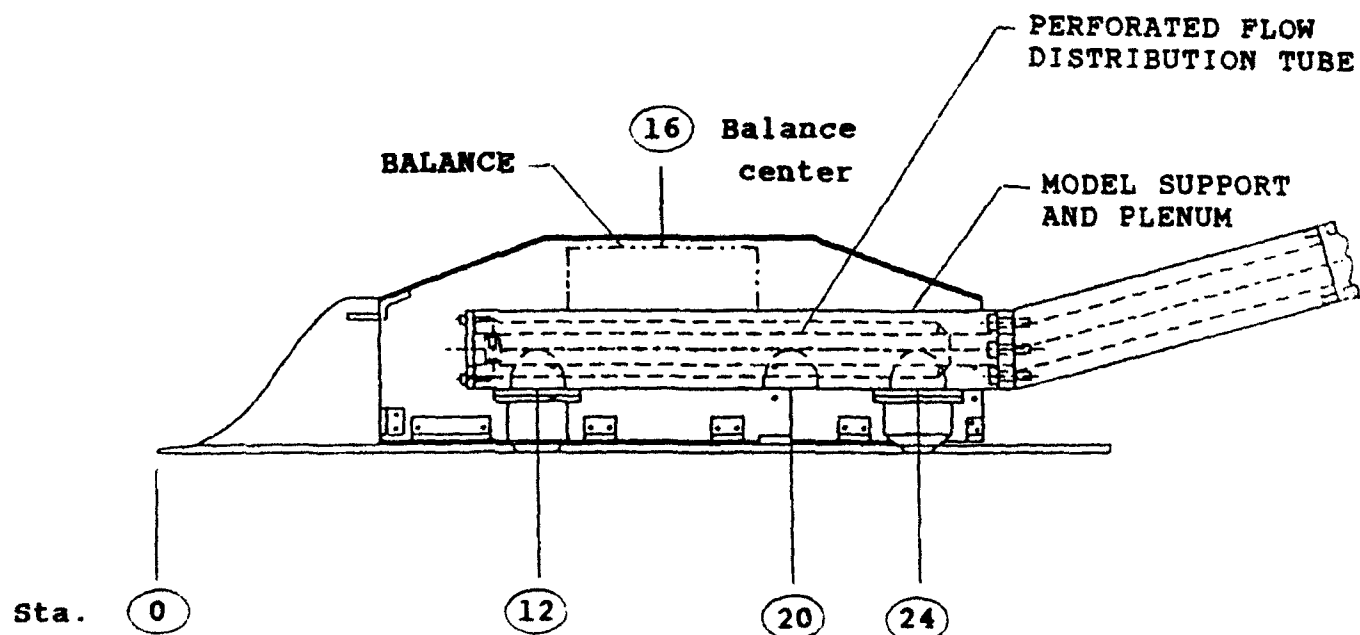 PERFORATED FLOW
DISTRIBUTION TUBE
16 Balance
center
BALANCE
MODEL SUPPORT
AND PLENUM
Sta. 0 12 20 24